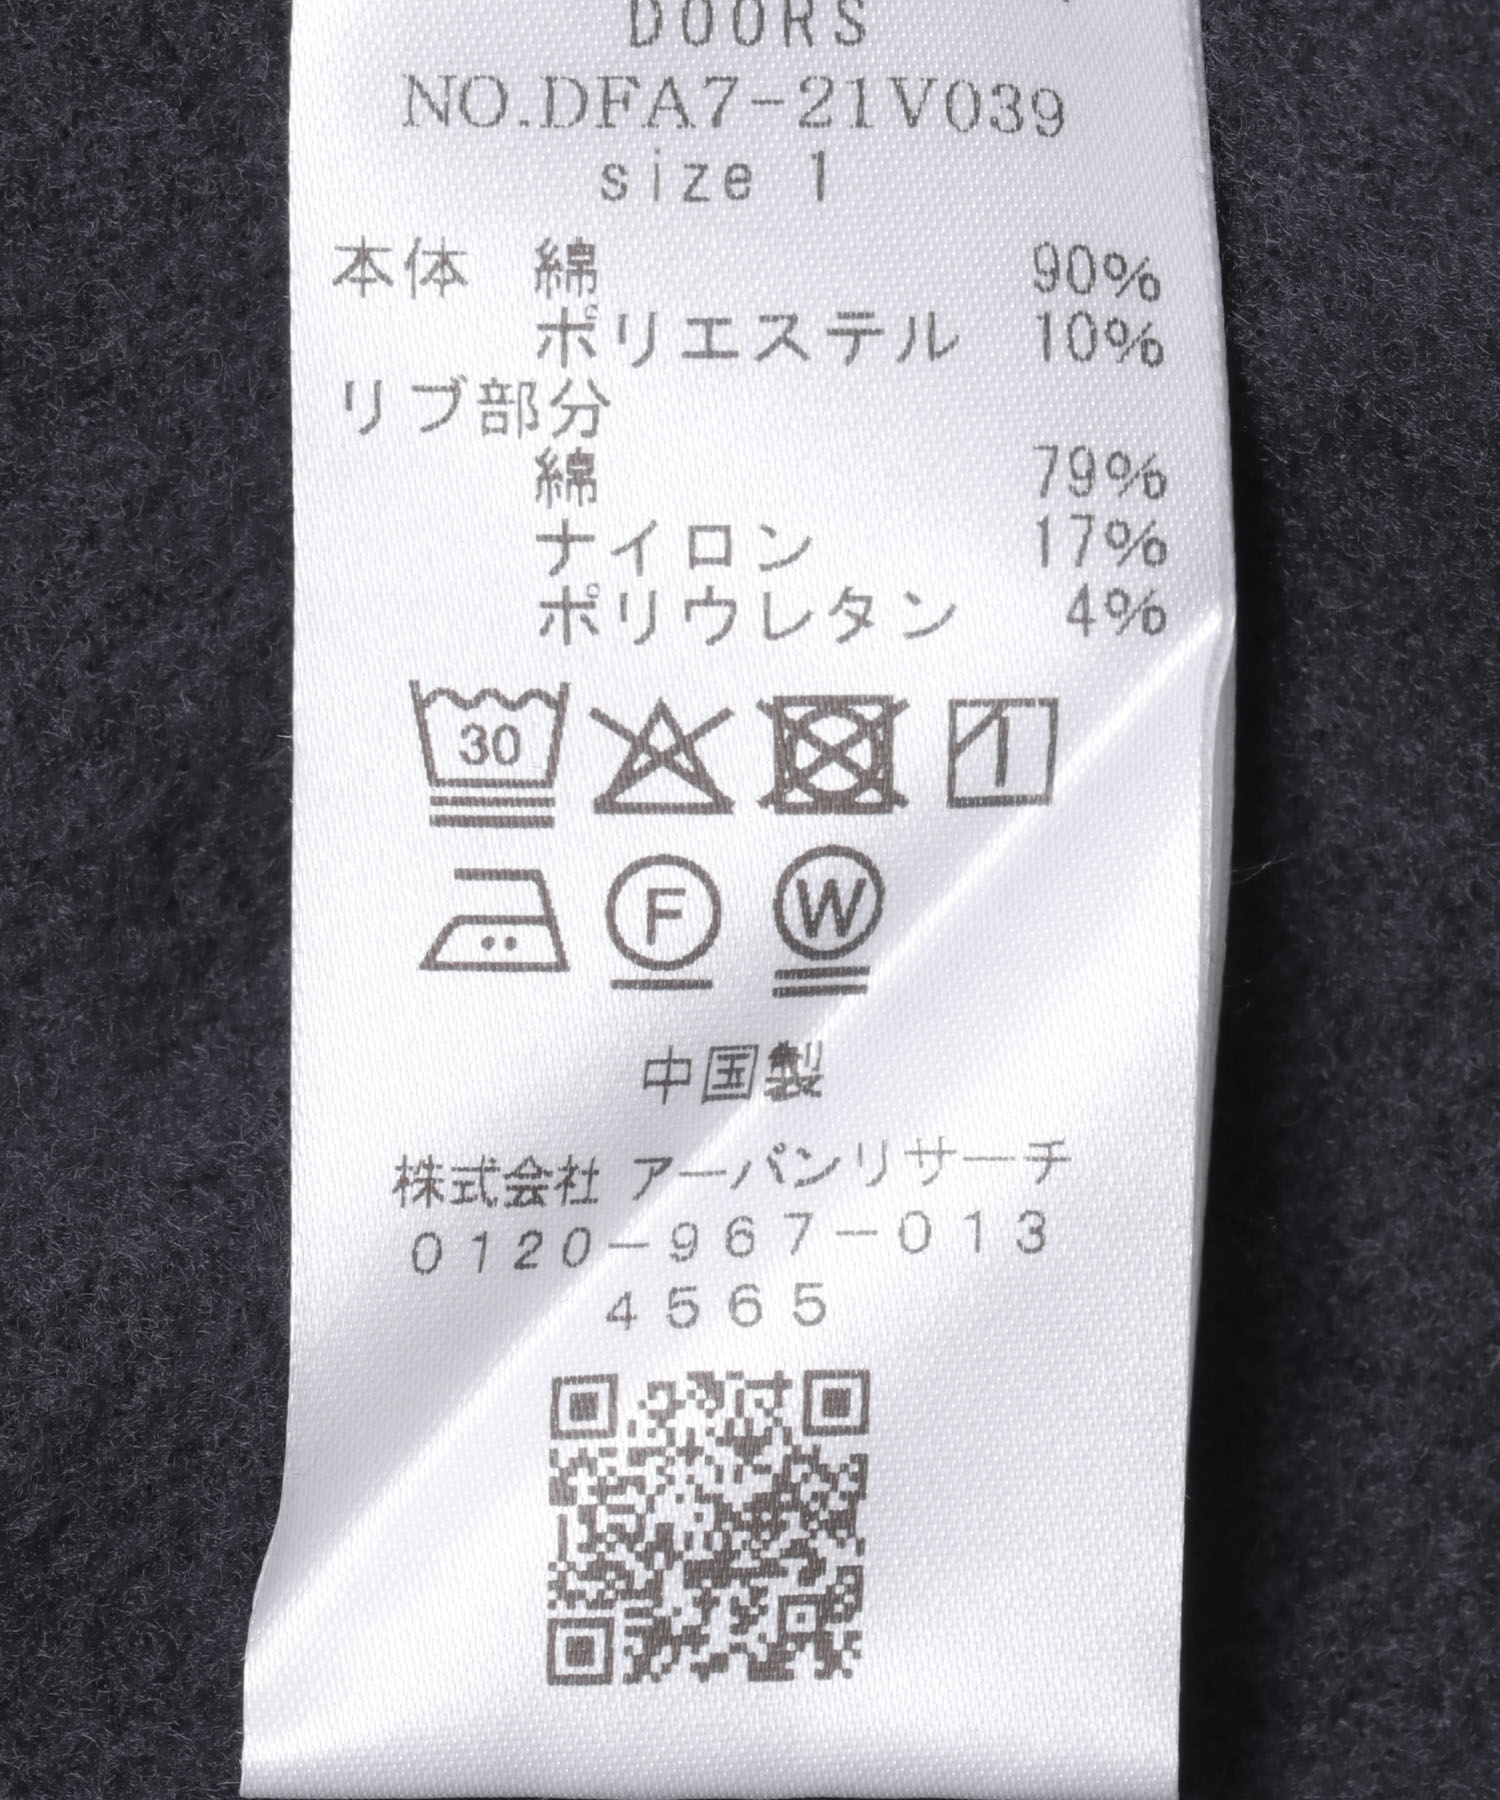 DOORS
NO.DFA7-21V039
size 1
本体 綿 90%
ポリエステル 10%
リブ部分
綿 79%
ナイロン 17%
ポリウレタン 4%
30
F W
中国製
株式会社 アーバンリサーチ
0120-967-013
4565